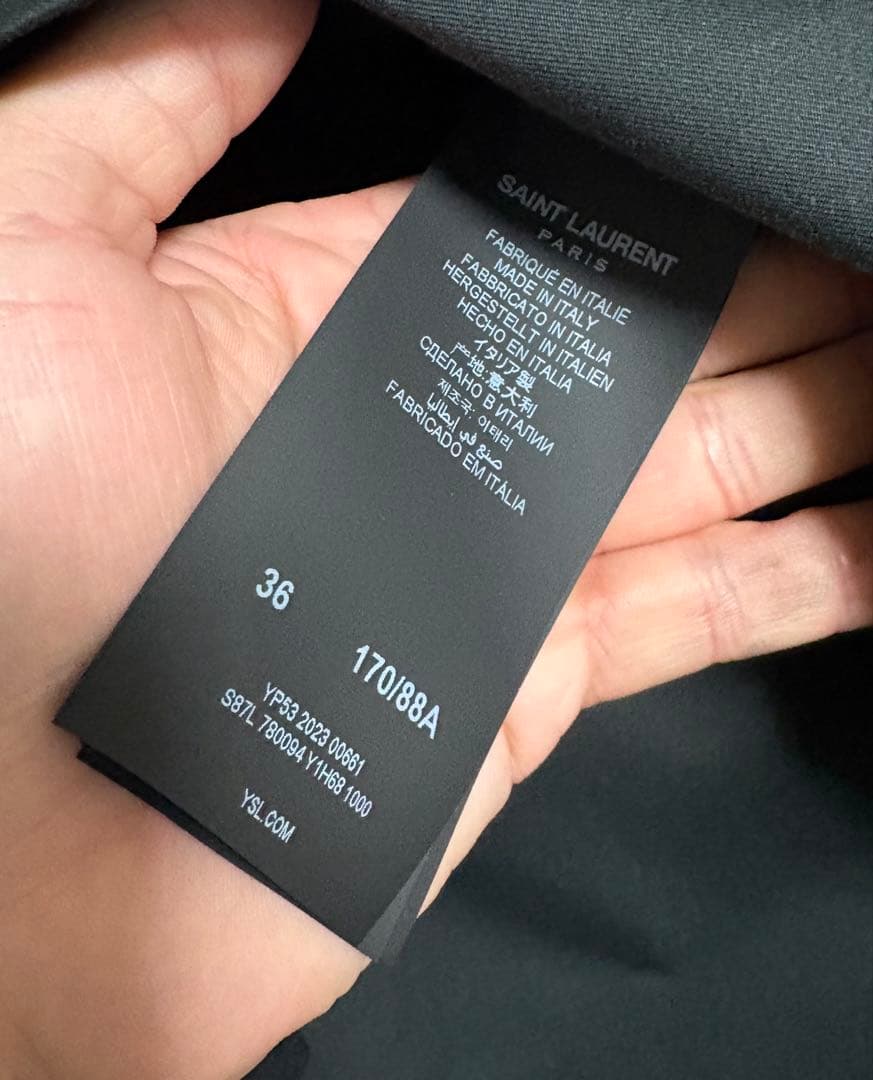 SAINT LAURENT
PARIS
FABRIQUÉ EN ITALIE
MADE IN ITALY
FABBRICATO IN ITALIA
HERGESTELLT IN ITALIEN
HECHO EN ITALIA
イタリア製
产地:意大利
СДЕЛАНО В ИТАЛИИ
제조국: 이태리
صنع في إيطاليا
FABRICADO EM ITÁLIA
36
170/88A
YP53 2023 00661
S87L 780094 Y1H68 1000
YSL.COM